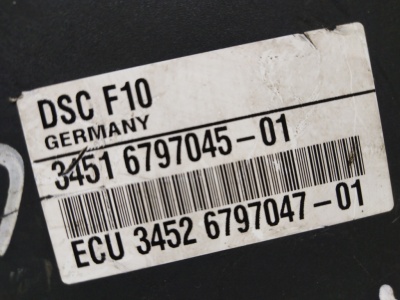 DSC F10
GERMANY
3451 6797045-01
ECU 3452 6797047-01